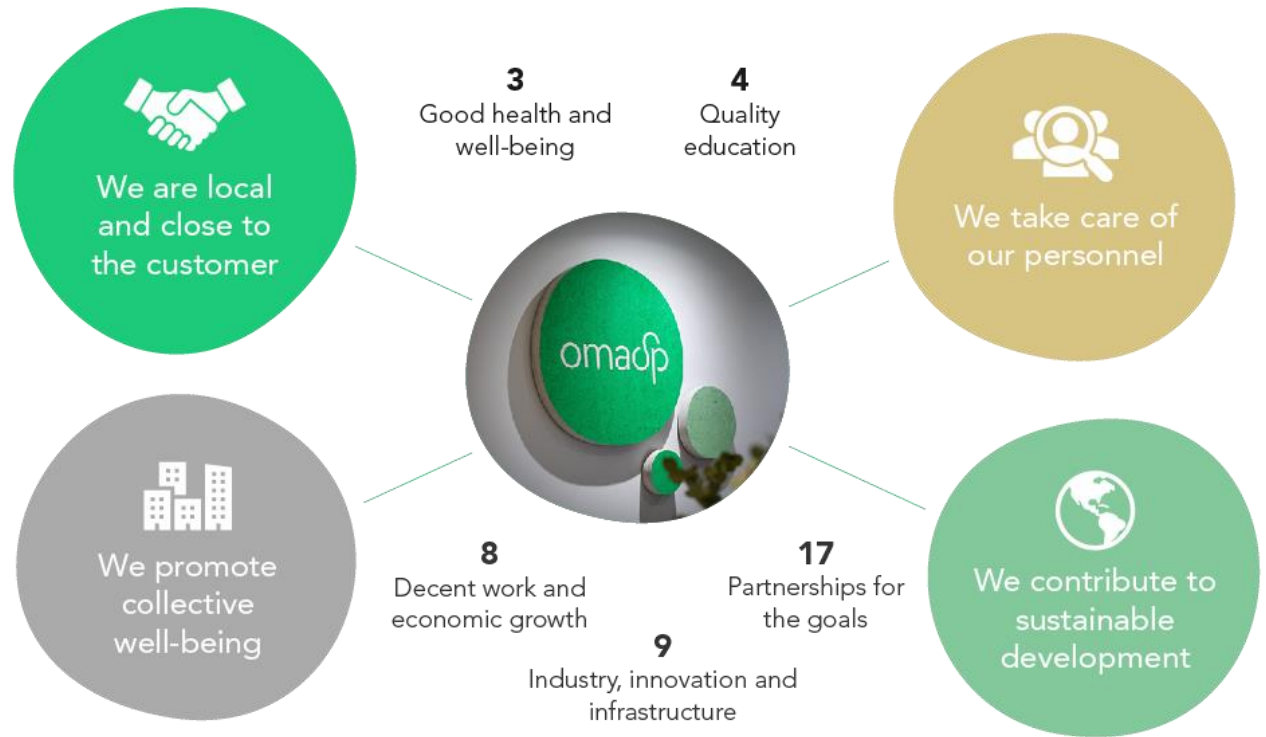 We are local
and close to
the customer
3
Good health and
well-being
4
Quality
education
We take care of
our personnel
omasp
We promote
collective
well-being
8
Decent work and
economic growth
17
Partnerships for
the goals
9
Industry, innovation and
infrastructure
We contribute to
sustainable
development